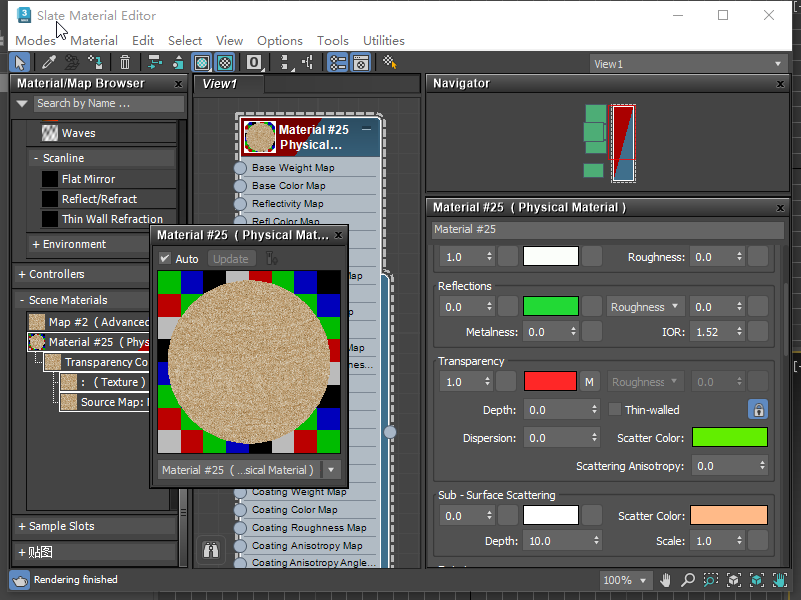 Slate Material Editor
Modes Material Edit Select View Options Tools Utilities
0
View1
Material/Map Browser x
Search by Name ...
Waves
- Scanline
Flat Mirror
Reflect/Refract
Thin Wall Refraction
+ Environment
+ Controllers
- Scene Materials
Map #2 ( Advanced
Material #25 ( Phys
Transparency Co
: ( Texture )
Source Map:
+ Sample Slots
+ 贴图
Rendering finished
View1
Material #25
Physical...
Base Weight Map
Base Color Map
Reflectivity Map
Refl Color Map
Coating Weight Map
Coating Color Map
Coating Roughness Map
Coating Anisotropy Map
Coating Anisotropy Angle...
Material #25 ( Physical Mat... x
Auto Update
Material #25 ( ...sical Material )
Navigator x
Material #25 ( Physical Material ) x
Material #25
1.0 Roughness: 0.0
Reflections
0.0 Roughness 0.0
Metalness: 0.0 IOR: 1.52
Transparency
1.0 M Roughness 0.0
Depth: 0.0 Thin-walled
Dispersion: 0.0 Scatter Color:
Scattering Anisotropy: 0.0
Sub - Surface Scattering
0.0 Scatter Color:
Depth: 10.0 Scale: 1.0
100%